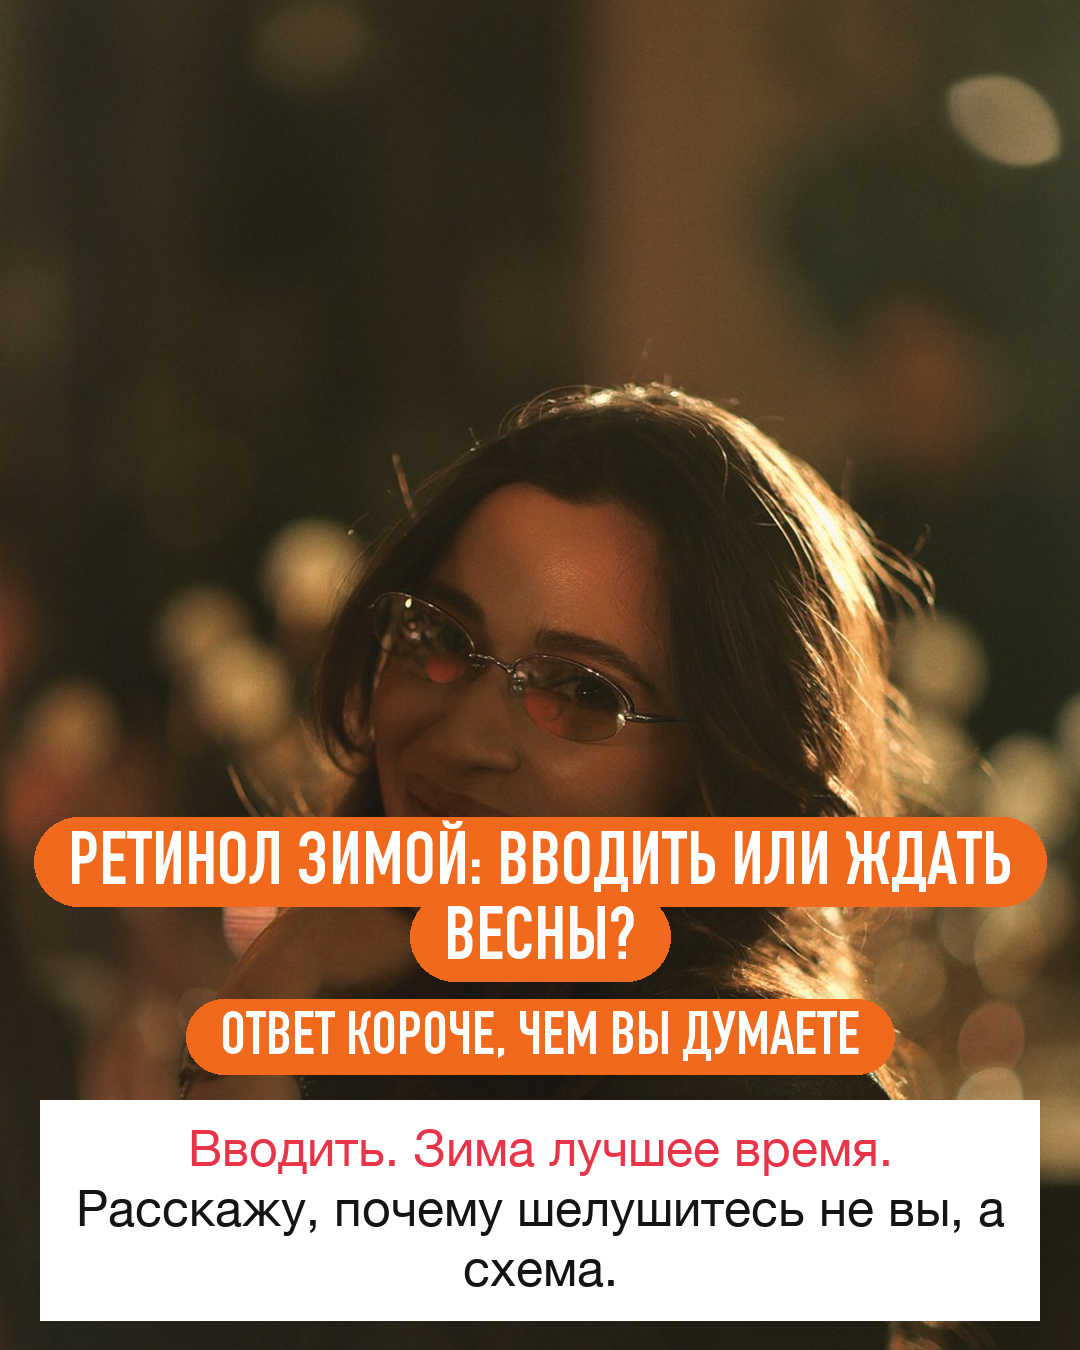 РЕТИНОЛ ЗИМОЙ: ВВОДИТЬ ИЛИ ЖДАТЬ
ВЕСНЫ?
ОТВЕТ КОРОЧЕ, ЧЕМ ВЫ ДУМАЕТЕ
Вводить. Зима лучшее время.
Расскажу, почему шелушитесь не вы, а
схема.